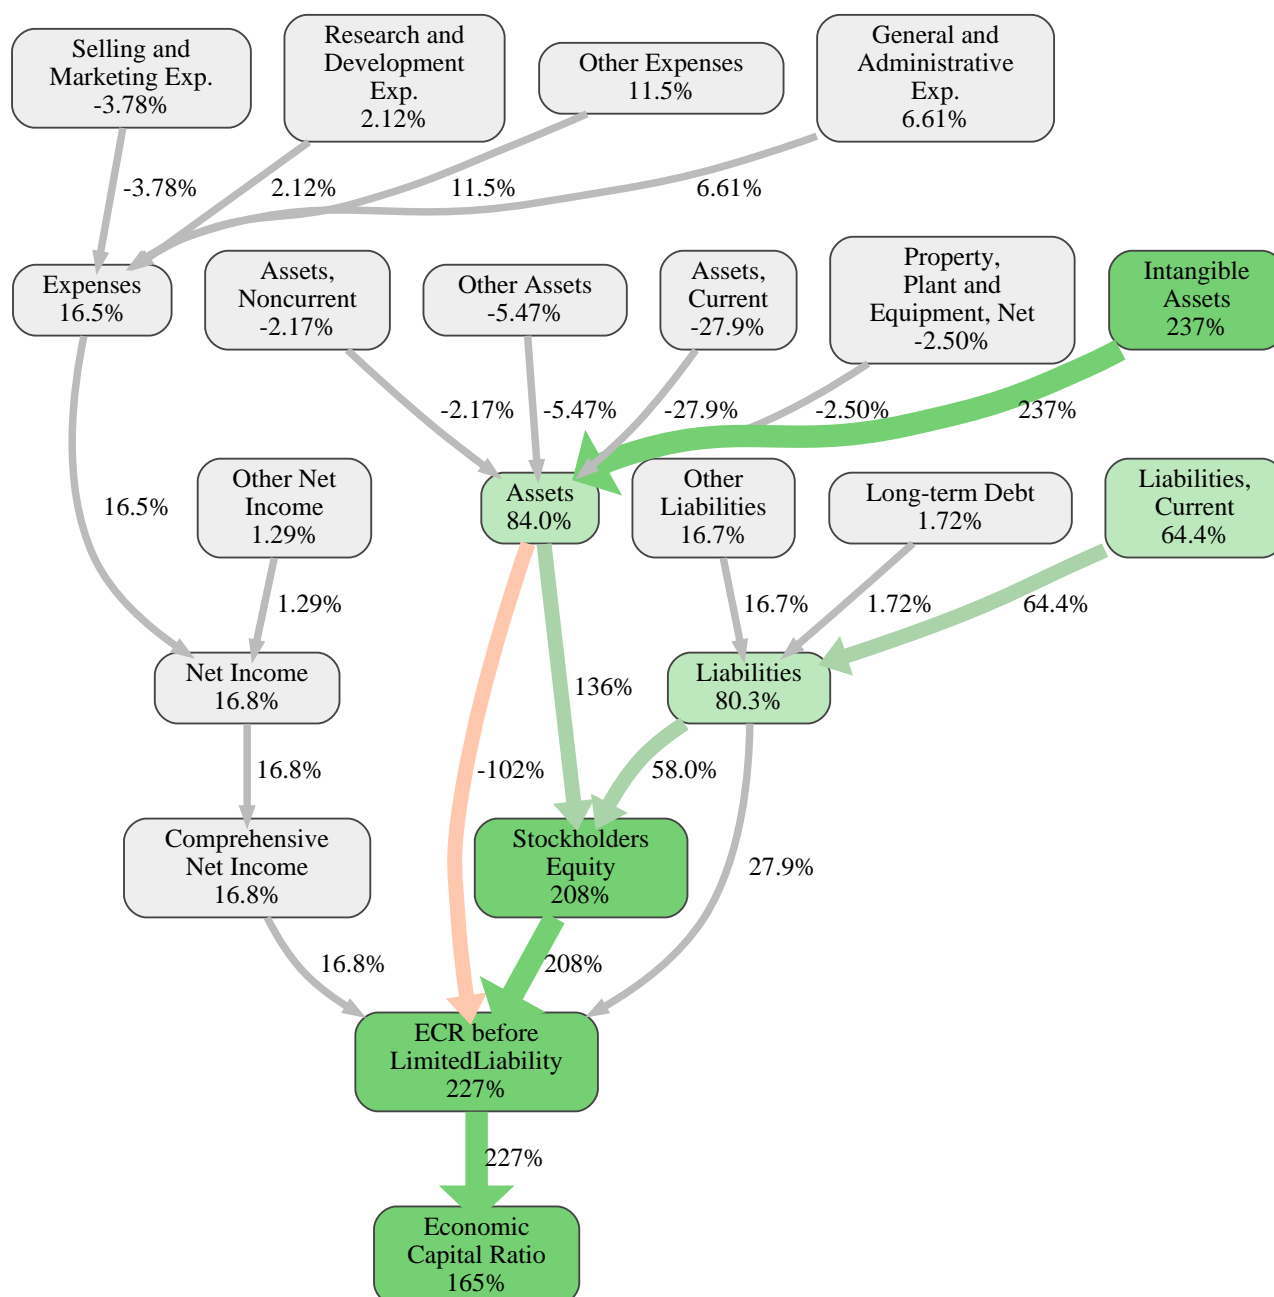 Selling and
Marketing Exp.
-3.78%
Research and
Development
Exp.
2.12%
Other Expenses
11.5%
General and
Administrative
Exp.
6.61%
-3.78%
2.12%
11.5%
6.61%
Expenses
16.5%
Assets,
Noncurrent
-2.17%
Other Assets
-5.47%
Assets,
Current
-27.9%
Property,
Plant and
Equipment, Net
-2.50%
Intangible
Assets
237%
-2.17%
-5.47%
-27.9%
-2.50%
237%
16.5%
Other Net
Income
1.29%
Assets
84.0%
Other
Liabilities
16.7%
Long-term Debt
1.72%
Liabilities,
Current
64.4%
1.29%
16.7%
1.72%
64.4%
Net Income
16.8%
136%
Liabilities
80.3%
16.8%
-102%
58.0%
Comprehensive
Net Income
16.8%
Stockholders
Equity
208%
27.9%
16.8%
208%
ECR before
LimitedLiability
227%
227%
Economic
Capital Ratio
165%